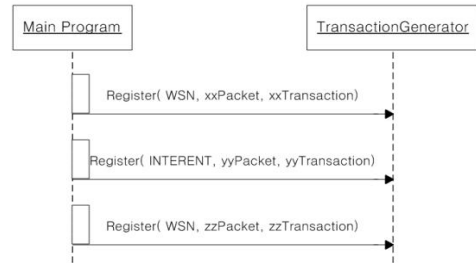 Main Program
TransactionGenerator
Register( WSN, xxPacket, xxTransaction)
Register( INTERENT, yyPacket, yyTransaction)
Register( WSN, zzPacket, zzTransaction)